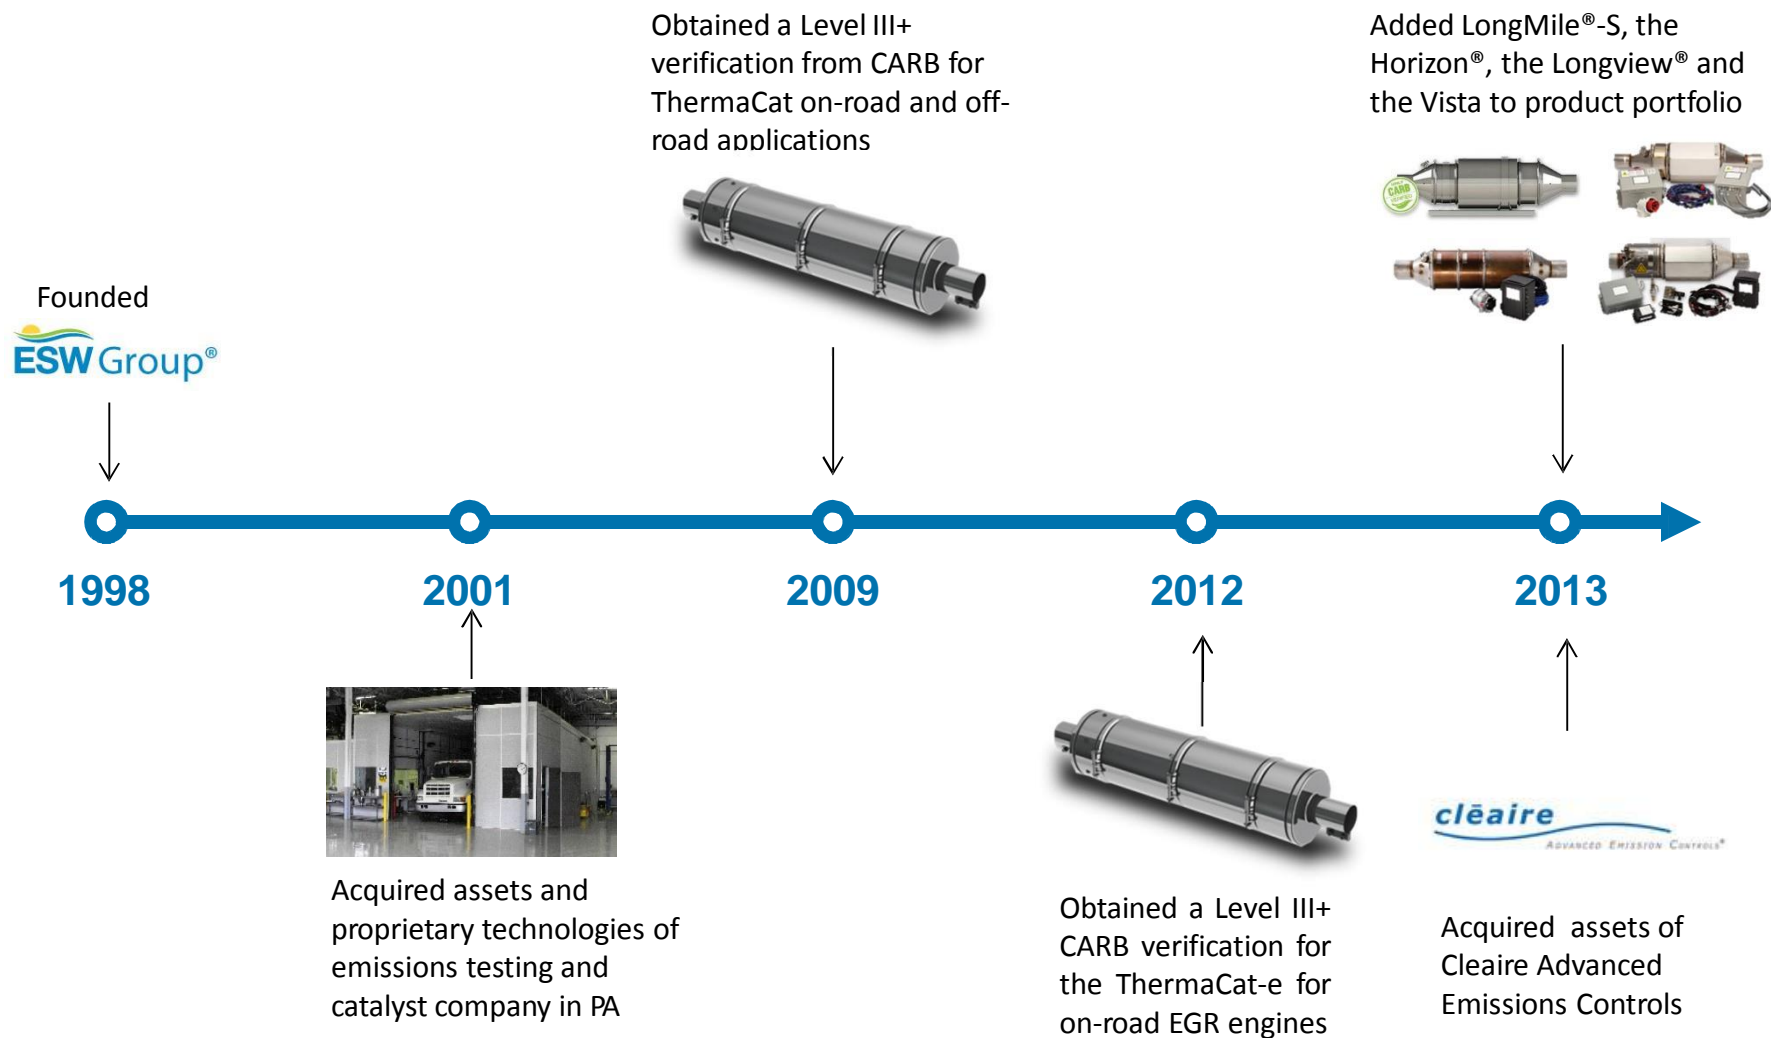 Founded
ESW Group®
Obtained a Level III+
verification from CARB for
ThermaCat on-road and off-
road applications
Added LongMile®-S, the
Horizon®, the Longview® and
the Vista to product portfolio
CARB
1998
2001
2009
2012
2013
Acquired assets and
proprietary technologies of
emissions testing and
catalyst company in PA
Obtained a Level III+
CARB verification for
the ThermaCat-e for
on-road EGR engines
clēaire
ADVANCED EMISSION CONTROLS®
Acquired assets of
Cleaire Advanced
Emissions Controls